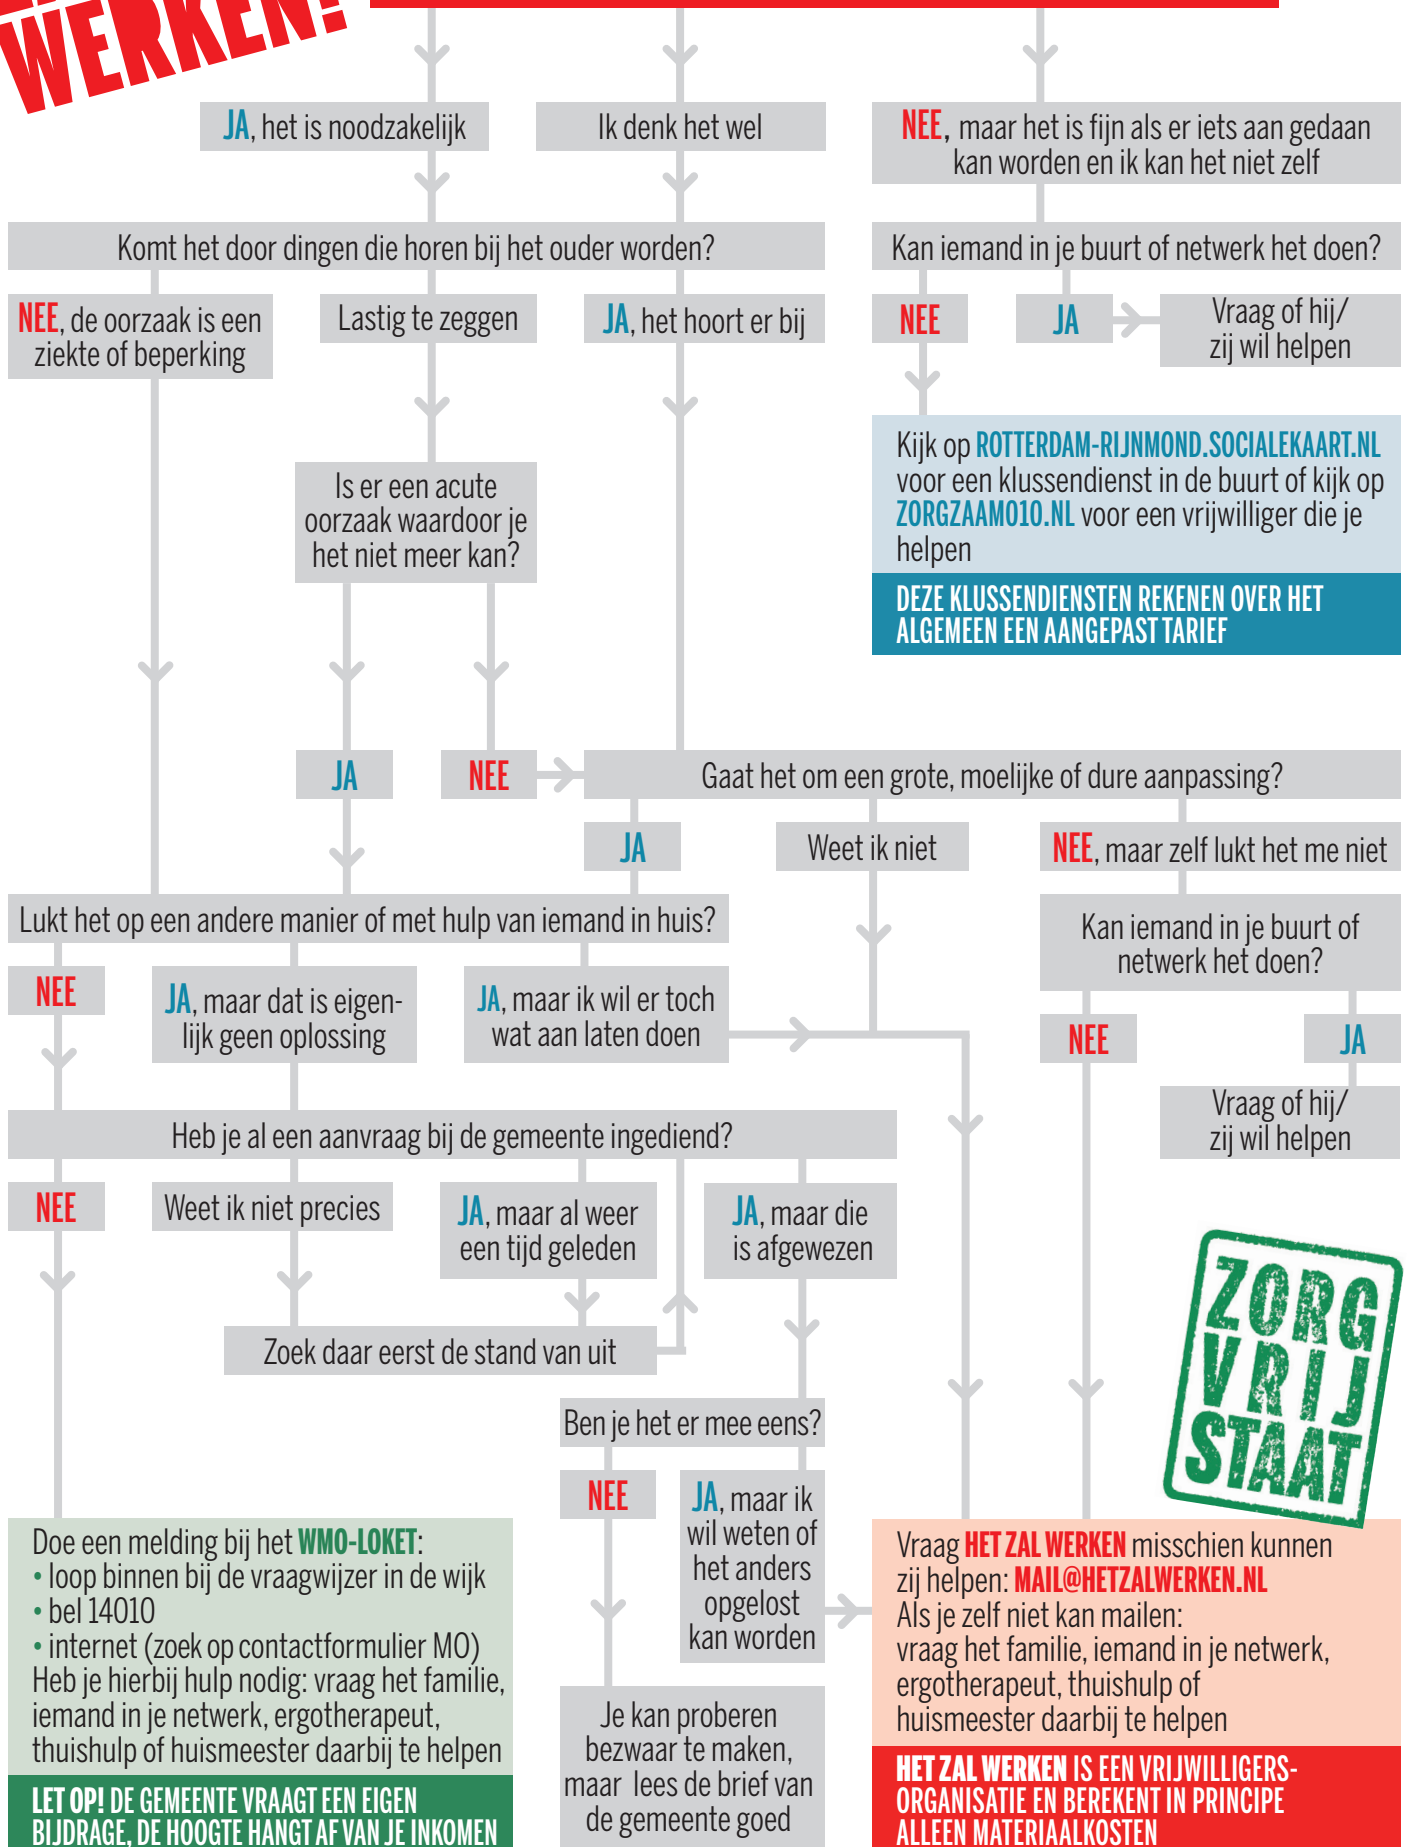 WERKEN!
JA, het is noodzakelijk
Ik denk het wel
NEE, maar het is fijn als er iets aan gedaan
kan worden en ik kan het niet zelf
Komt het door dingen die horen bij het ouder worden?
Kan iemand in je buurt of netwerk het doen?
NEE, de oorzaak is een
ziekte of beperking
Lastig te zeggen
JA, het hoort er bij
NEE
JA
Vraag of hij/
zij wil helpen
Kijk op ROTTERDAM-RIJNMOND.SOCIALEKAART.NL
voor een klussendienst in de buurt of kijk op
ZORGZAAM010.NL voor een vrijwilliger die je
helpen
DEZE KLUSSENDIENSTEN REKENEN OVER HET
ALGEMEEN EEN AANGEPAST TARIEF
Is er een acute
oorzaak waardoor je
het niet meer kan?
JA
NEE
Gaat het om een grote, moelijke of dure aanpassing?
JA
Weet ik niet
NEE, maar zelf lukt het me niet
Lukt het op een andere manier of met hulp van iemand in huis?
Kan iemand in je buurt of
netwerk het doen?
NEE
JA, maar dat is eigen-
lijk geen oplossing
JA, maar ik wil er toch
wat aan laten doen
NEE
JA
Vraag of hij/
zij wil helpen
Heb je al een aanvraag bij de gemeente ingediend?
NEE
Weet ik niet precies
JA, maar al weer
een tijd geleden
JA, maar die
is afgewezen
Zoek daar eerst de stand van uit
ZORG
VRIJ
STAAT
Ben je het er mee eens?
NEE
JA, maar ik
wil weten of
het anders
opgelost
kan worden
Je kan proberen
bezwaar te maken,
maar lees de brief van
de gemeente goed
Doe een melding bij het WMO-LOKET:
• loop binnen bij de vraagwijzer in de wijk
• bel 14010
• internet (zoek op contactformulier MO)
Heb je hierbij hulp nodig: vraag het familie,
iemand in je netwerk, ergotherapeut,
thuishulp of huismeester daarbij te helpen
LET OP! DE GEMEENTE VRAAGT EEN EIGEN
BIJDRAGE, DE HOOGTE HANGT AF VAN JE INKOMEN
Vraag HET ZAL WERKEN misschien kunnen
zij helpen: MAIL@HETZALWERKEN.NL
Als je zelf niet kan mailen:
vraag het familie, iemand in je netwerk,
ergotherapeut, thuishulp of
huismeester daarbij te helpen
HET ZAL WERKEN IS EEN VRIJWILLIGERS-
ORGANISATIE EN BEREKENT IN PRINCIPE
ALLEEN MATERIAALKOSTEN